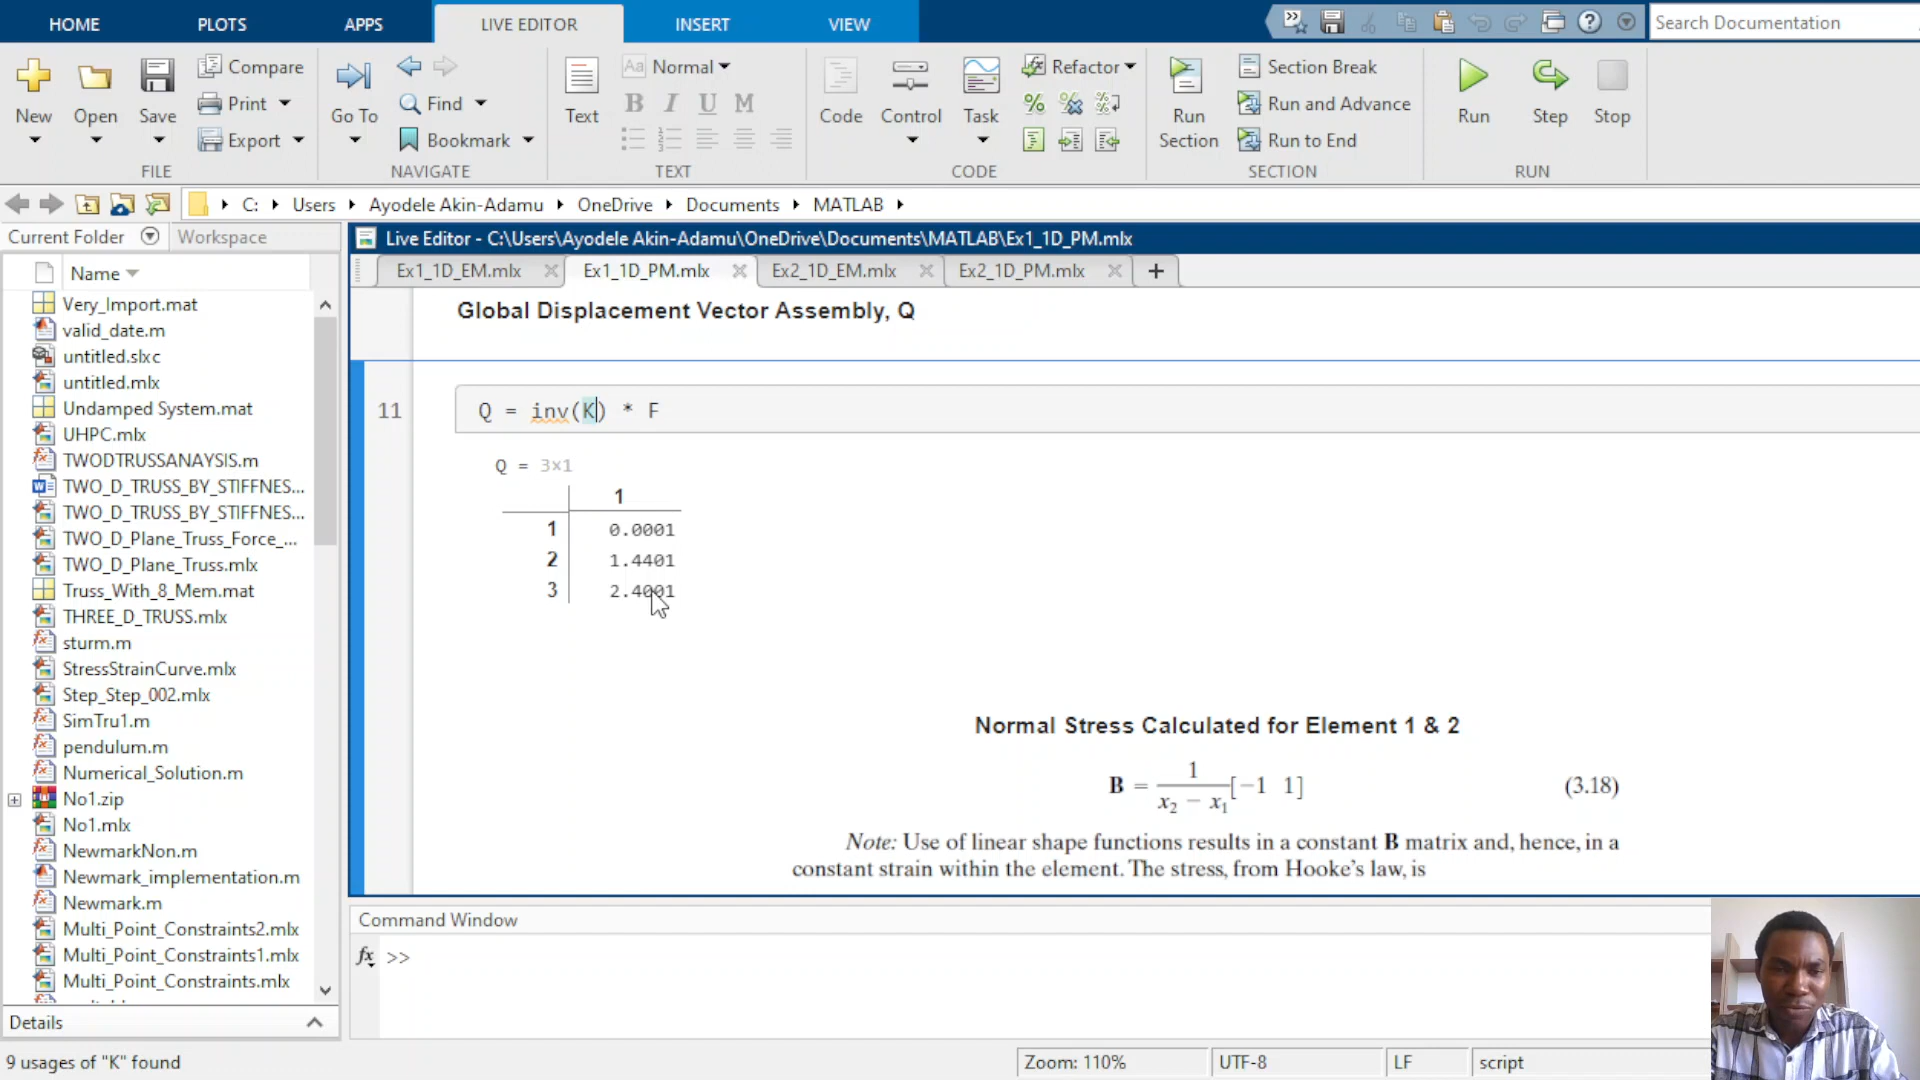 HOME PLOTS APPS LIVE EDITOR INSERT VIEW Search Documentation
New Open Save Compare Print Export FILE
Go To Find Bookmark NAVIGATE
Text Aa Normal B I U M TEXT
Code Control Task Refactor CODE
Run Section Section Break Run and Advance Run to End SECTION
Run Step Stop RUN
C: Users Ayodele Akin-Adamu OneDrive Documents MATLAB
Current Folder Workspace
Name
Very_Import.mat
valid_date.m
untitled.slxc
untitled.mlx
Undamped System.mat
UHPC.mlx
TWODTRUSSANAYSIS.m
TWO_D_TRUSS_BY_STIFFNES...
TWO_D_TRUSS_BY_STIFFNES...
TWO_D_Plane_Truss_Force_...
TWO_D_Plane_Truss.mlx
Truss_With_8_Mem.mat
THREE_D_TRUSS.mlx
sturm.m
StressStrainCurve.mlx
Step_Step_002.mlx
SimTru1.m
pendulum.m
Numerical_Solution.m
No1.zip
No1.mlx
NewmarkNon.m
Newmark_implementation.m
Newmark.m
Multi_Point_Constraints2.mlx
Multi_Point_Constraints1.mlx
Multi_Point_Constraints.mlx
Details
9 usages of "K" found
Live Editor - C:\Users\Ayodele Akin-Adamu\OneDrive\Documents\MATLAB\Ex1_1D_PM.mlx
Ex1_1D_EM.mlx Ex1_1D_PM.mlx Ex2_1D_EM.mlx Ex2_1D_PM.mlx +
Global Displacement Vector Assembly, Q
11 Q = inv(K) * F
Q = 3×1
1
1 0.0001
2 1.4401
3 2.4001
Normal Stress Calculated for Element 1 & 2
B = 1 / (x₂ − x₁) [−1 1] (3.18)
Note: Use of linear shape functions results in a constant B matrix and, hence, in a
constant strain within the element. The stress, from Hooke's law, is
Command Window
fx >>
Zoom: 110% UTF-8 LF script